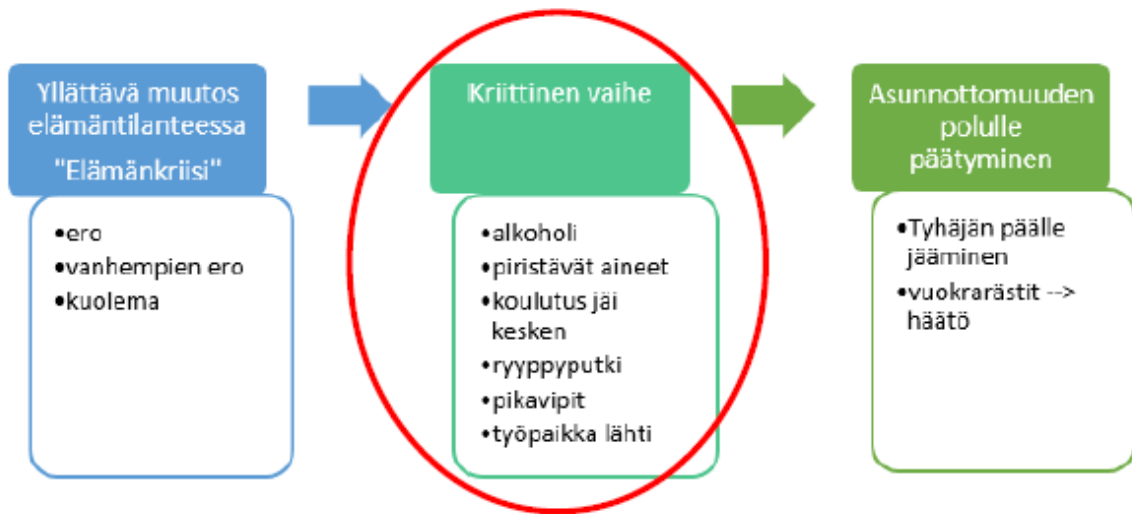 Yllättävä muutos
elämäntilanteessa
"Elämänkriisi"
•ero
•vanhempien ero
•kuolema
Kriittinen vaihe
•alkoholi
•piristävät aineet
•koulutus jäi
kesken
•ryyppyputki
•pikavipit
•työpaikka lähti
Asunnottomuuden
polulle
päätyminen
•Tyhäjän päälle
jääminen
•vuokrarästit -->
häätö